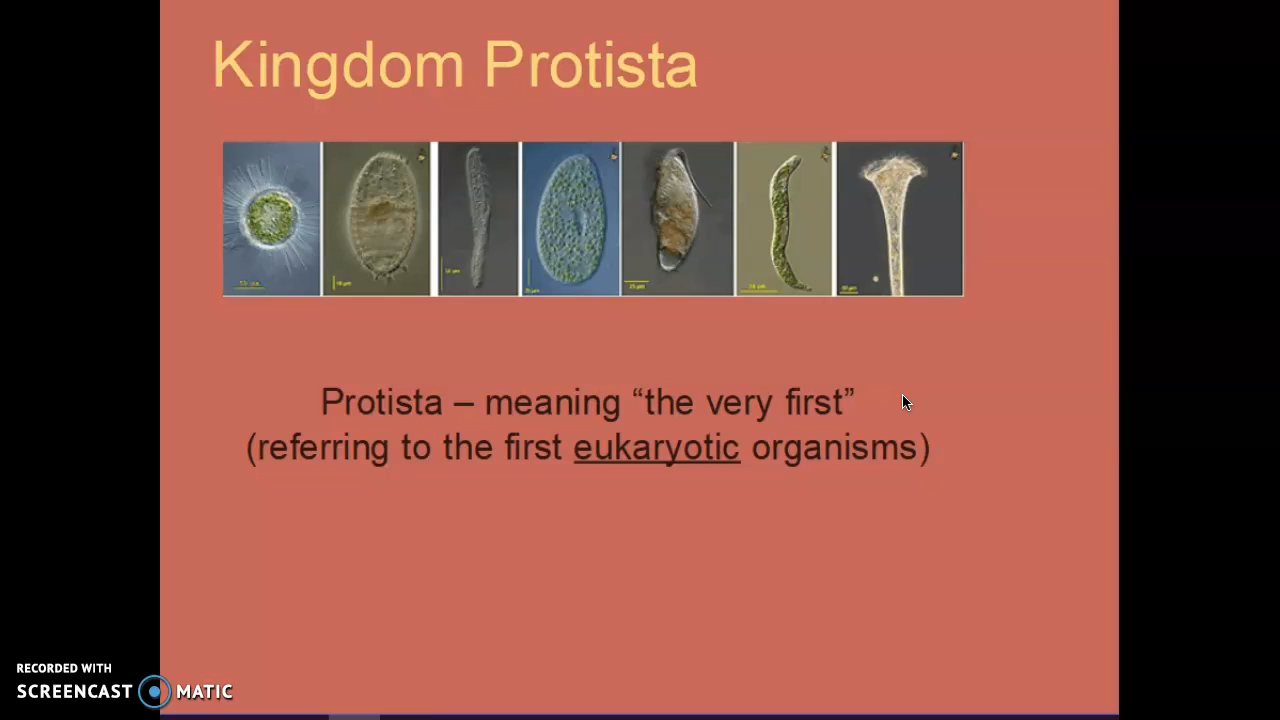 Kingdom Protista
Protista – meaning “the very first”
(referring to the first eukaryotic organisms)
RECORDED WITH
SCREENCAST MATIC